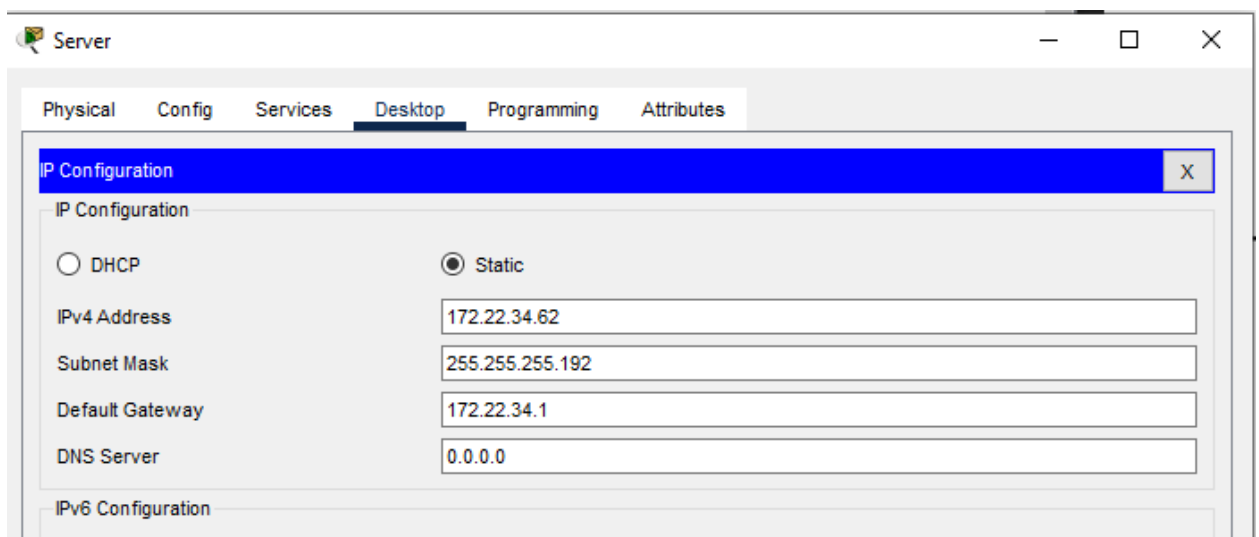 Server
Physical Config Services Desktop Programming Attributes
IP Configuration X
IP Configuration
DHCP Static
IPv4 Address 172.22.34.62
Subnet Mask 255.255.255.192
Default Gateway 172.22.34.1
DNS Server 0.0.0.0
IPv6 Configuration